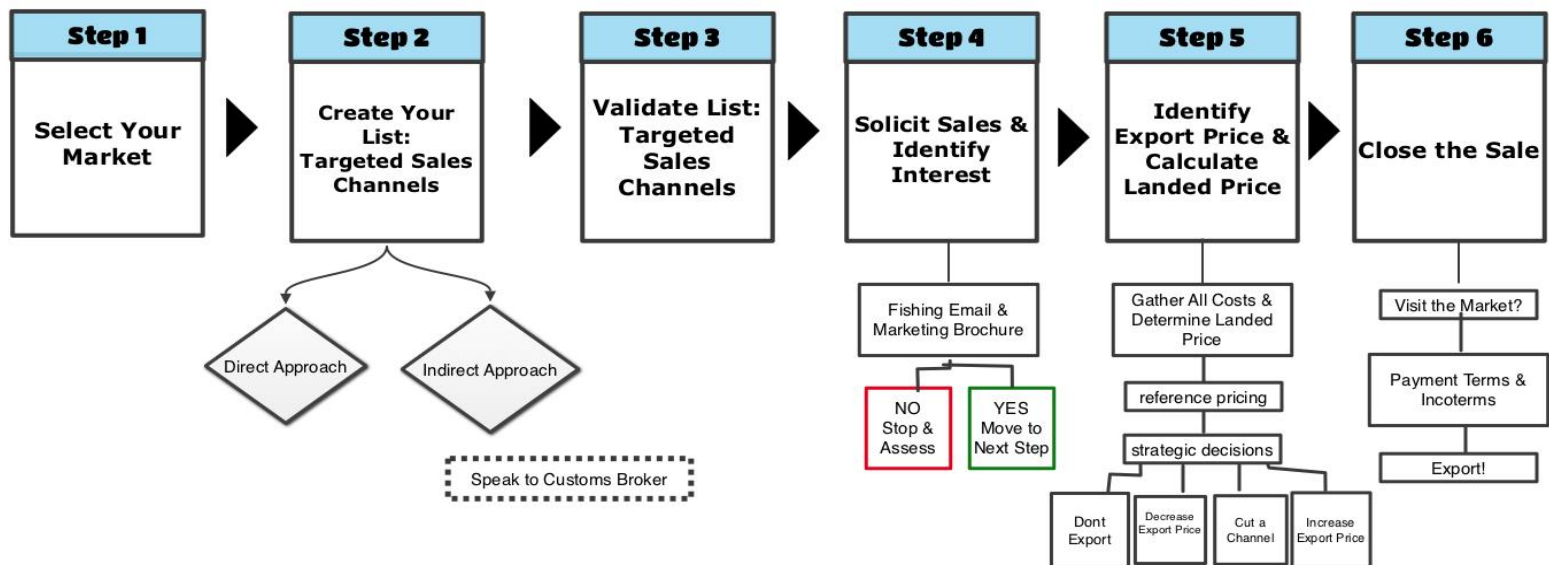 Step 1
Select Your
Market
Step 2
Create Your
List:
Targeted Sales
Channels
Step 3
Validate List:
Targeted
Sales
Channels
Step 4
Solicit Sales &
Identify
Interest
Step 5
Identify
Export Price &
Calculate
Landed Price
Step 6
Close the Sale
Direct Approach
Indirect Approach
Speak to Customs Broker
Fishing Email &
Marketing Brochure
NO
Stop &
Assess
YES
Move to
Next Step
Gather All Costs &
Determine Landed
Price
reference pricing
strategic decisions
Dont
Export
Decrease
Export Price
Cut a
Channel
Increase
Export Price
Visit the Market?
Payment Terms &
Incoterms
Export!